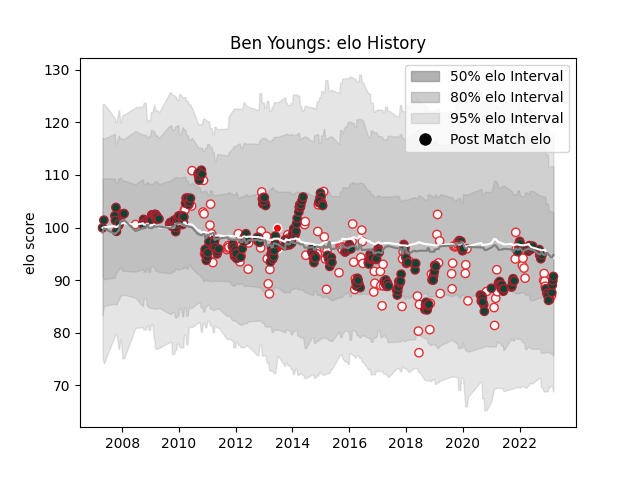 Ben Youngs: elo History
130
120
110
100
90
80
70
elo score
50% elo Interval
80% elo Interval
95% elo Interval
Post Match elo
2008 2010 2012 2014 2016 2018 2020 2022